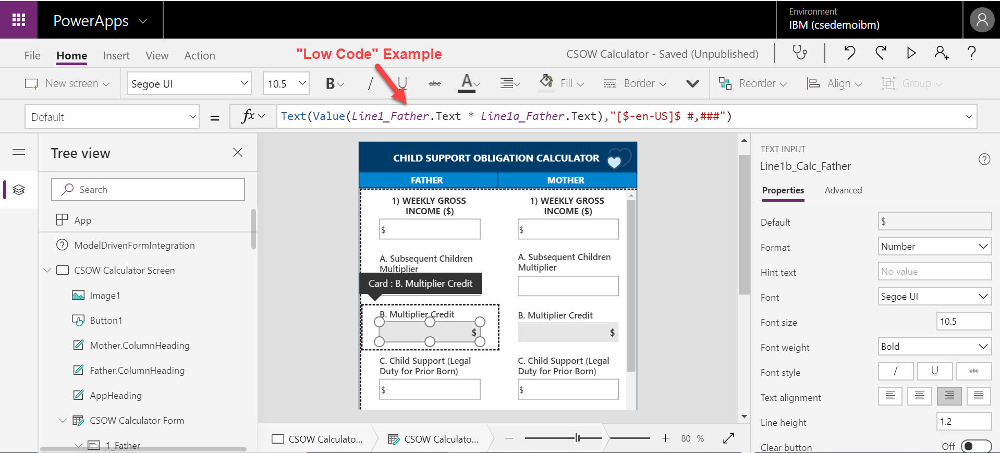 PowerApps
Environment
IBM (csedemoibm)
File Home Insert View Action
"Low Code" Example
CSOW Calculator - Saved (Unpublished)
?
New screen
Segoe UI
10.5
B / U abc A
Fill
Border
Reorder
Align
Group
Default
=
fx
Text(Value(Line1_Father.Text * Line1a_Father.Text),"[$-en-US]$ #,###")
Tree view
Search
App
ModelDrivenFormIntegration
CSOW Calculator Screen
Image1
Button1
Mother.ColumnHeading
Father.ColumnHeading
AppHeading
CSOW Calculator Form
1_Father
CHILD SUPPORT OBLIGATION CALCULATOR
FATHER MOTHER
1) WEEKLY GROSS
INCOME ($)
$
A. Subsequent Children
Multiplier
Card : B. Multiplier Credit
B. Multiplier Credit
$
C. Child Support (Legal
Duty for Prior Born)
$
1) WEEKLY GROSS
INCOME ($)
$
A. Subsequent Children
Multiplier
B. Multiplier Credit
$
C. Child Support (Legal
Duty for Prior Born)
$
CSOW Calculato...
CSOW Calculato...
80 %
TEXT INPUT
Line1b_Calc_Father
?
Properties Advanced
Default $
Format Number
Hint text No value
Font Segoe UI
Font size 10.5
Font weight Bold
Font style / U abc
Text alignment
Line height 1.2
Clear button Off